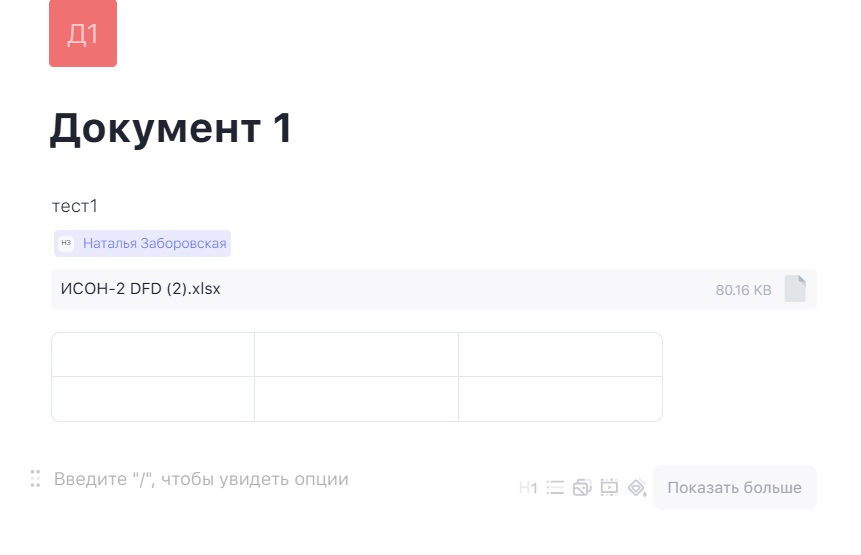 Д1
Документ 1
тест1
НЗ Наталья Заборовская
ИСОН-2 DFD (2).xlsx 80.16 KB
Введите "/", чтобы увидеть опции H1 Показать больше